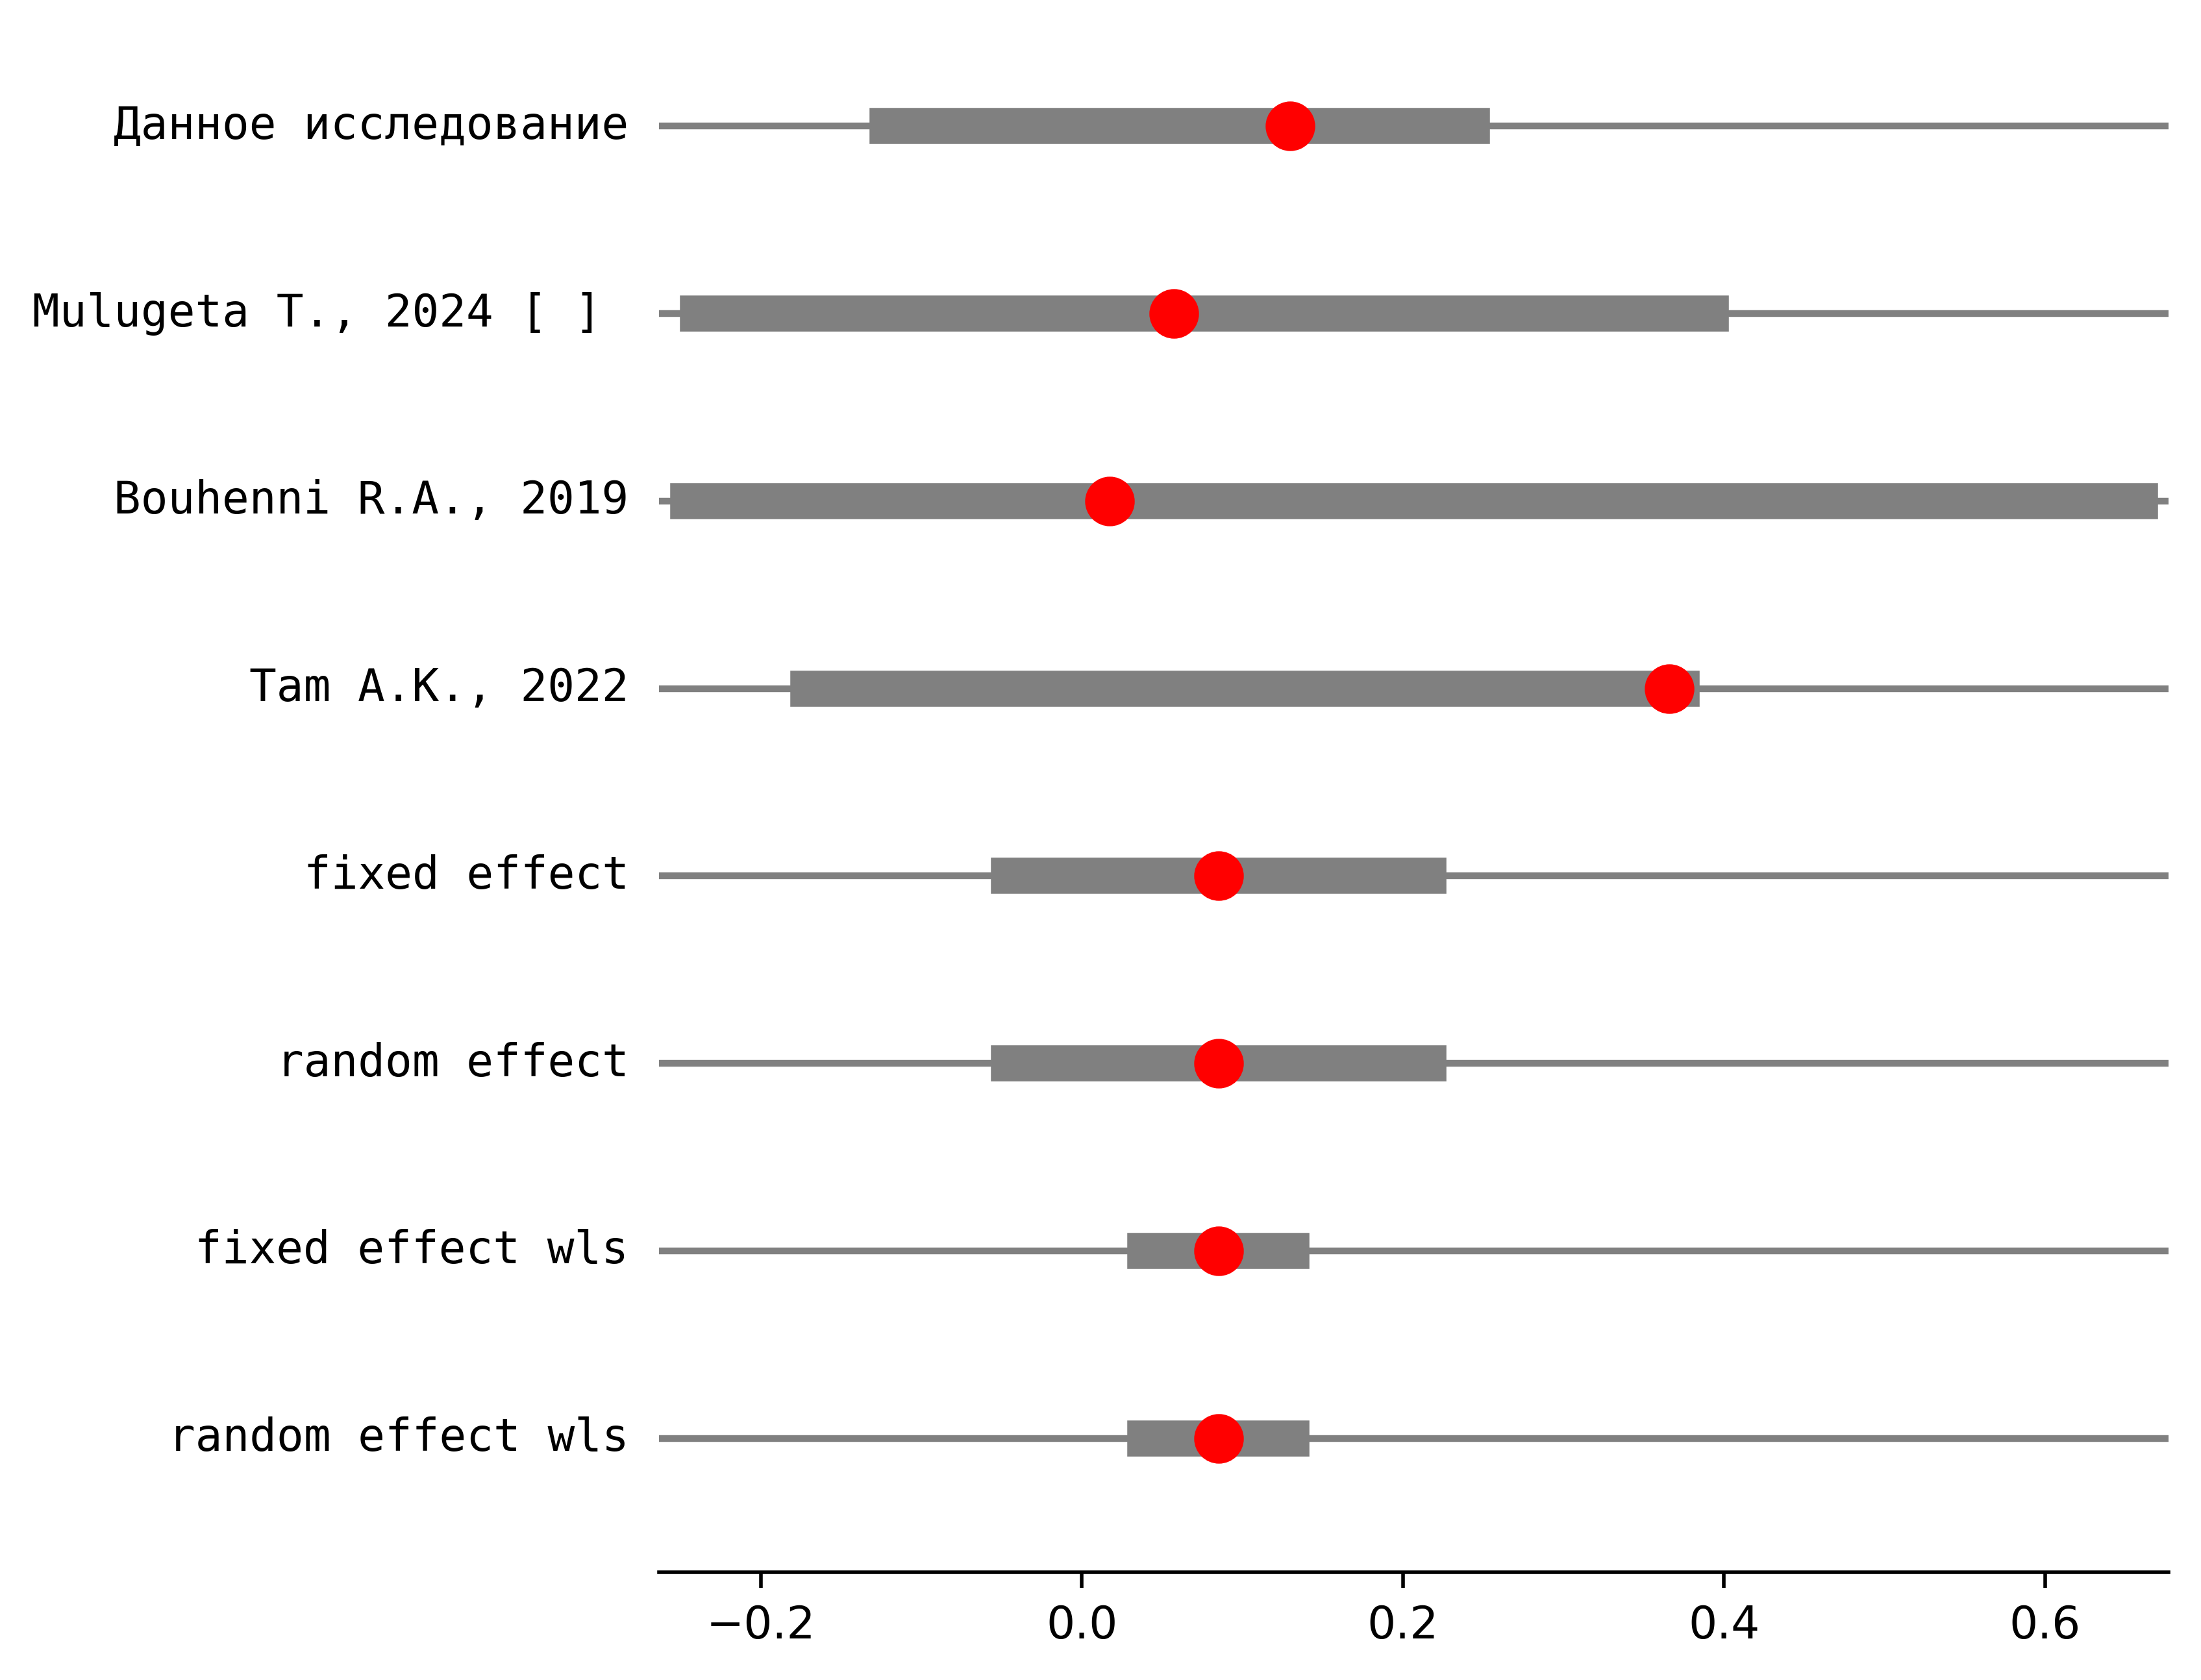 Данное исследование
Mulugeta T., 2024 [ ]
Bouhenni R.A., 2019
Tam A.K., 2022
fixed effect
random effect
fixed effect wls
random effect wls
−0.2 0.0 0.2 0.4 0.6